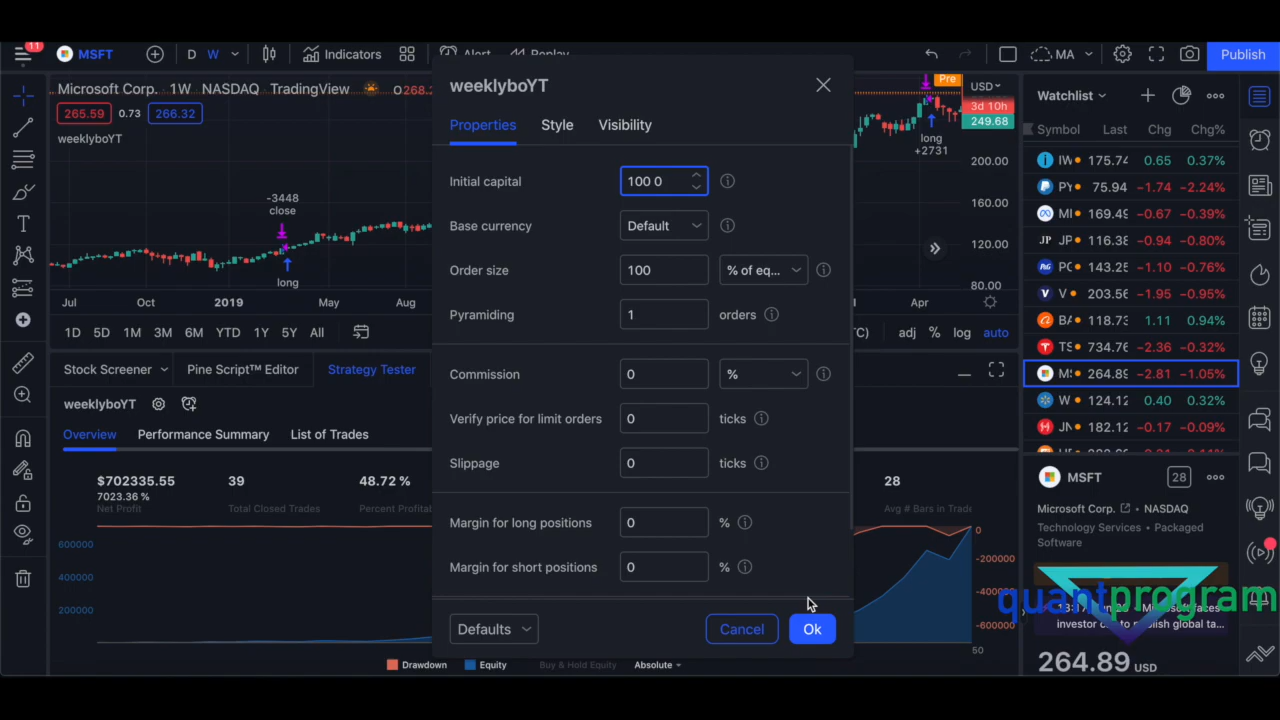 11
MSFT
D W
Indicators
Alert
Replay
MA
Publish
Microsoft Corp. 1W NASDAQ TradingView
O268.
265.59
0.73
266.32
weeklyboYT
-3448
close
long
Jul Oct 2019 May Aug
1D 5D 1M 3M 6M YTD 1Y 5Y All
Stock Screener
Pine Script™ Editor
Strategy Tester
weeklyboYT
Overview
Performance Summary
List of Trades
$702335.55
7023.36 %
Net Profit
39
Total Closed Trades
48.72 %
600000
400000
200000
weeklyboYT
Properties
Style
Visibility
Initial capital
100 0
Base currency
Default
Order size
100
% of eq...
Pyramiding
1
orders
Commission
0
%
Verify price for limit orders
0
ticks
Slippage
0
ticks
Margin for long positions
0
%
Margin for short positions
0
%
Defaults
Cancel
Ok
Drawdown
Equity
Buy & Hold Equity
Absolute
Pre
USD
3d 10h
249.68
200.00
160.00
120.00
80.00
long
+2731
Apr
adj % log auto
28
Avg # Bars in Trade
0
-200000
-600000
50
Watchlist
Symbol Last Chg Chg%
IW 175.74 0.65 0.37%
PY 75.94 −1.74 −2.24%
169.49 −0.67 −0.39%
JP 116.38 −0.94 −0.80%
143.25 −1.10 −0.76%
V 203.56 −1.95 −0.95%
118.73 1.11 0.94%
TS 734.76 −2.36 −0.32%
264.89 −2.81 −1.05%
W 124.12 0.40 0.32%
182.12 −0.17 −0.09%
MSFT
28
Microsoft Corp. • NASDAQ
Technology Services • Packaged
Software
quantprogram
investor
264.89 USD